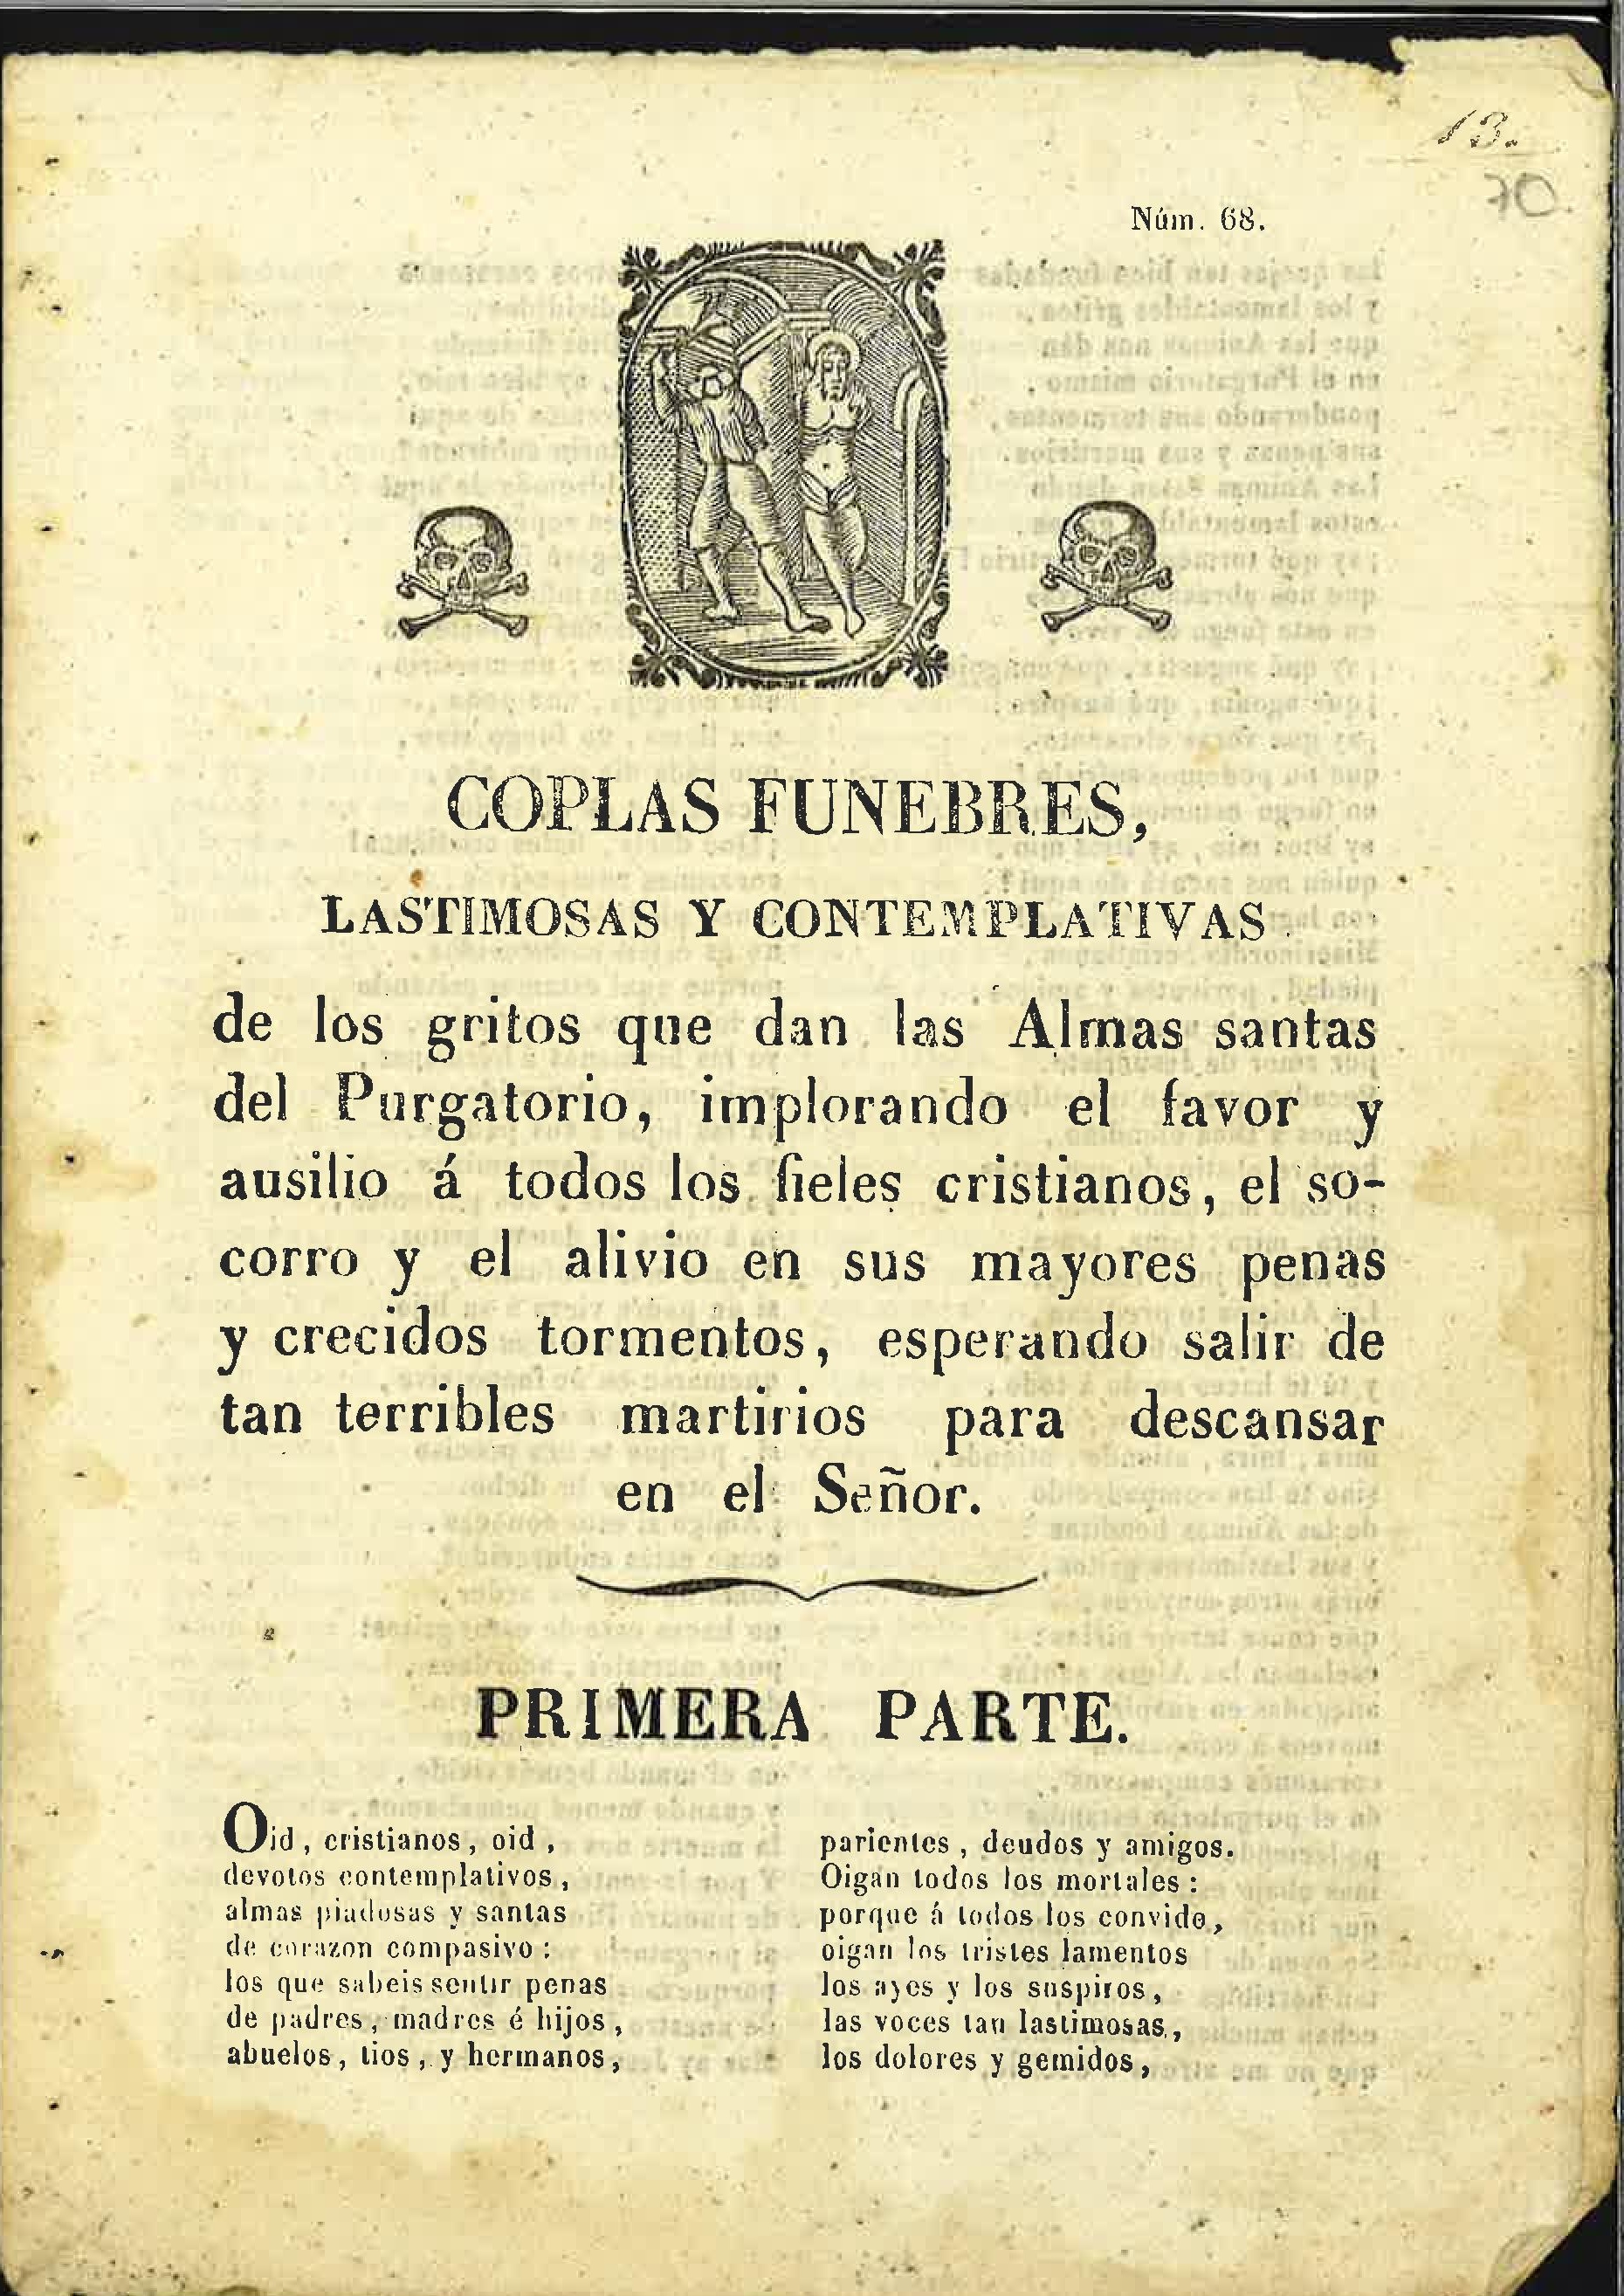 13.
70.
Núm. 68.
COPLAS FUNEBRES,
LASTIMOSAS Y CONTEMPLATIVAS
de los gritos que dan las Almas santas
del Purgatorio, implorando el favor y
ausilio á todos los fieles cristianos, el so-
corro y el alivio en sus mayores penas
y crecidos tormentos, esperando salir de
tan terribles martirios para descansar
en el Señor.
PRIMERA PARTE.
Oid, cristianos, oid,
devotos contemplativos,
almas piadosas y santas
de corazon compasivo:
los que sabeis sentir penas
de padres, madres é hijos,
abuelos, tios, y hermanos,
parientes, deudos y amigos.
Oigan todos los mortales:
porque á todos los convido,
oigan los tristes lamentos
los ayes y los suspiros,
las voces tan lastimosas,
los dolores y gemidos,